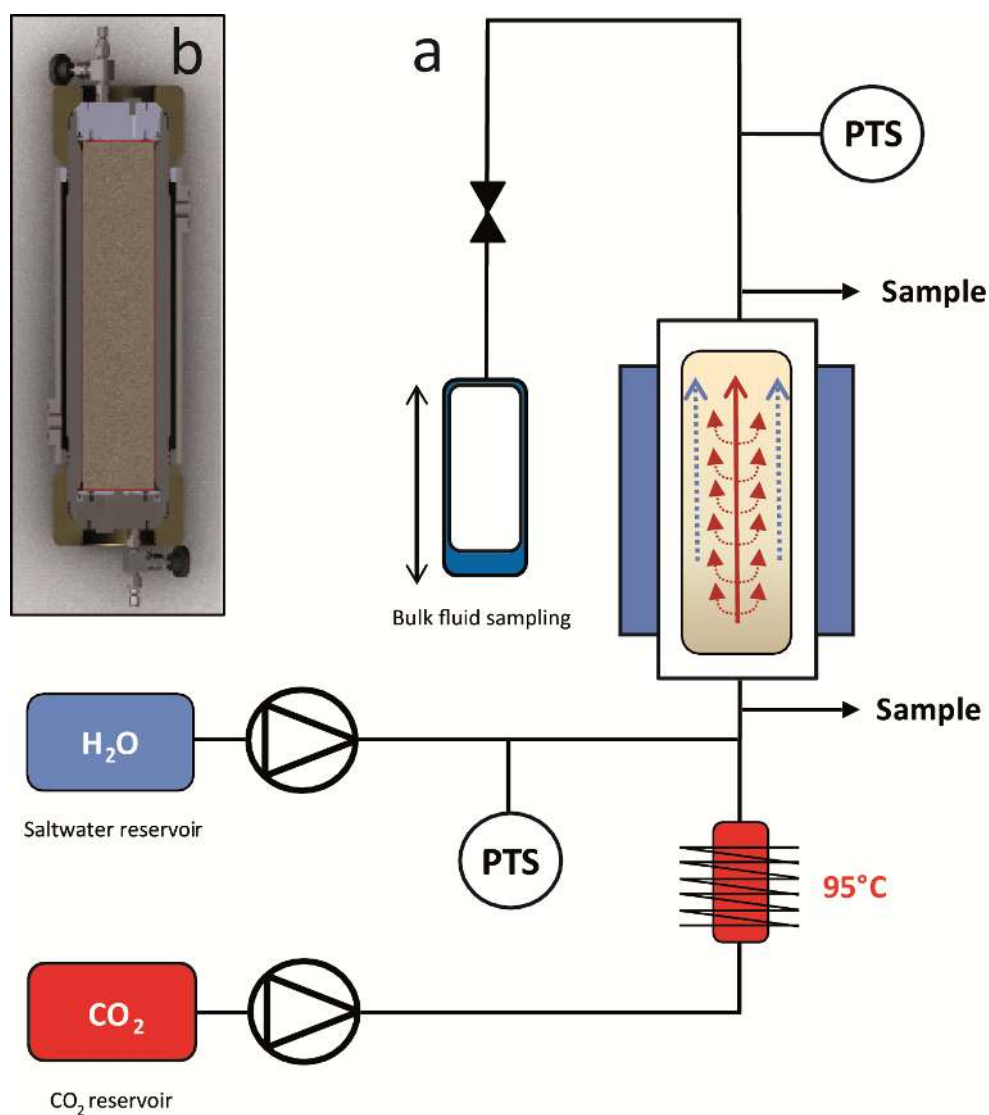 b
a
PTS
Sample
Bulk fluid sampling
Sample
H₂O
Saltwater reservoir
PTS
95°C
CO₂
CO₂ reservoir